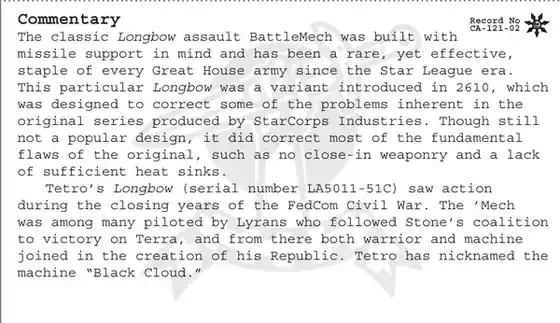 Commentary
Record No
CA-121-02
The classic Longbow assault BattleMech was built with
missile support in mind and has been a rare, yet effective,
staple of every Great House army since the Star League era.
This particular Longbow was a variant introduced in 2610, which
was designed to correct some of the problems inherent in the
original series produced by StarCorps Industries. Though still
not a popular design, it did correct most of the fundamental
flaws of the original, such as no close-in weaponry and a lack
of sufficient heat sinks.
Tetro’s Longbow (serial number LA5011-51C) saw action
during the closing years of the FedCom Civil War. The ’Mech
was among many piloted by Lyrans who followed Stone’s coalition
to victory on Terra, and from there both warrior and machine
joined in the creation of his Republic. Tetro has nicknamed the
machine “Black Cloud.”